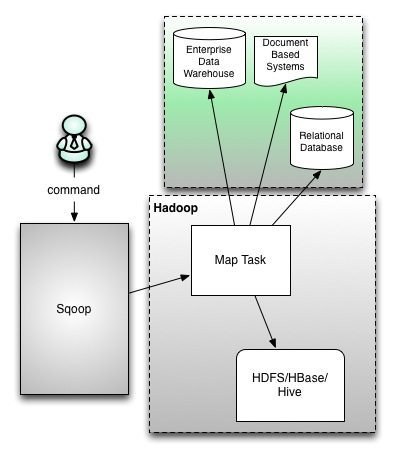 Enterprise
Data
Warehouse
Document
Based
Systems
Relational
Database
command
Hadoop
Sqoop
Map Task
HDFS/HBase/
Hive